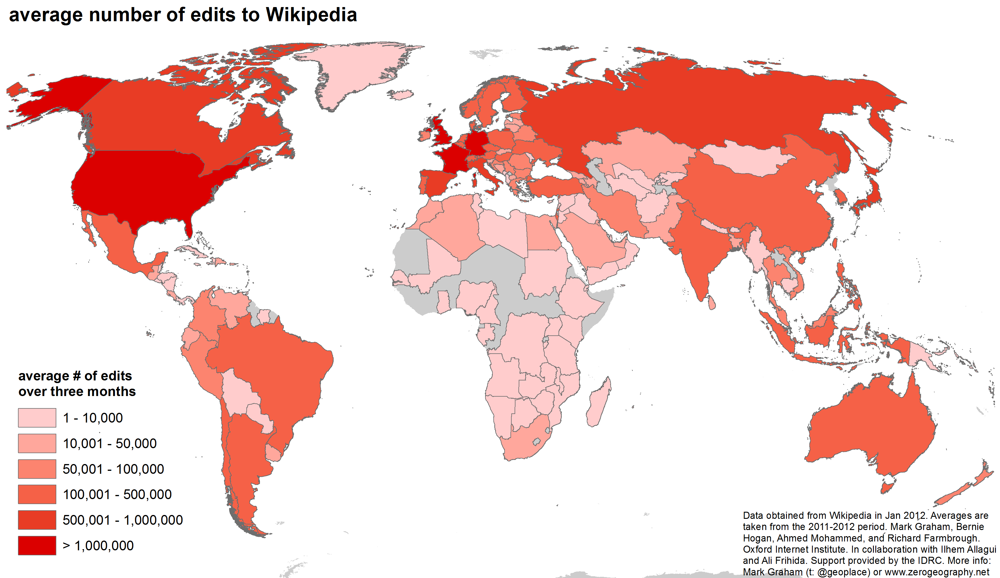 average number of edits to Wikipedia
average # of edits
over three months
1 - 10,000
10,001 - 50,000
50,001 - 100,000
100,001 - 500,000
500,001 - 1,000,000
> 1,000,000
Data obtained from Wikipedia in Jan 2012. Averages are
taken from the 2011-2012 period. Mark Graham, Bernie
Hogan, Ahmed Mohammed, and Richard Farmbrough.
Oxford Internet Institute. In collaboration with Ilhem Allagui
and Ali Frihida. Support provided by the IDRC. More info:
Mark Graham (t: @geoplace) or www.zerogeography.net